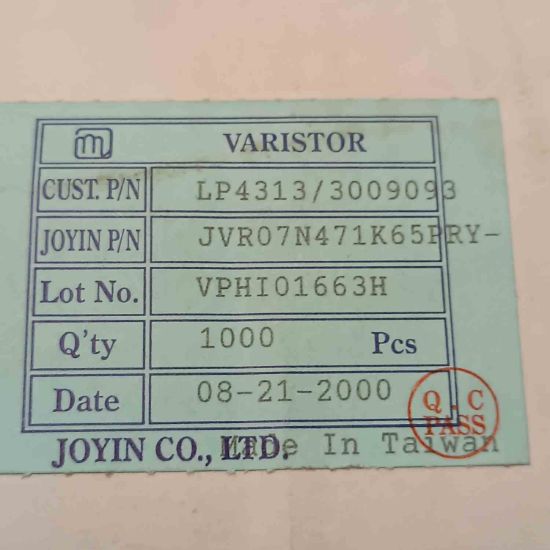 m VARISTOR
CUST. P/N LP4313/3009093
JOYIN P/N JVR07N471K65PRY-
Lot No. VPHI01663H
Q'ty 1000 Pcs
Date 08-21-2000
Q.C
PASS
JOYIN CO., LTD. Made In Taiwan